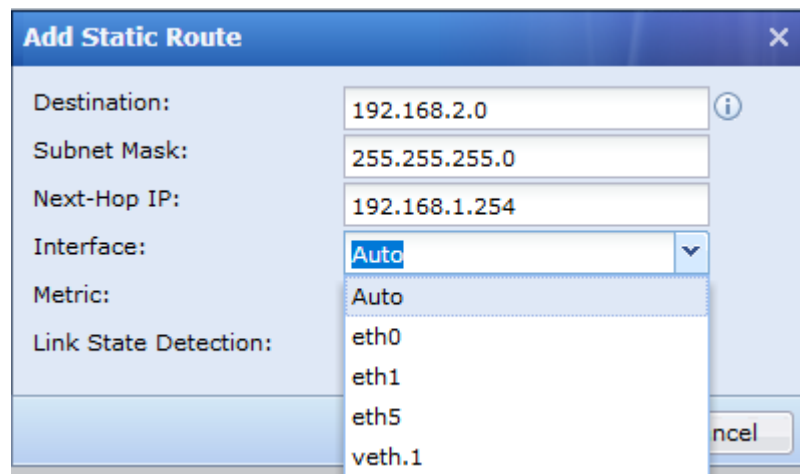 Add Static Route
Destination: 192.168.2.0
Subnet Mask: 255.255.255.0
Next-Hop IP: 192.168.1.254
Interface: Auto
Metric: Auto
Link State Detection: eth0
eth1
eth5
veth.1